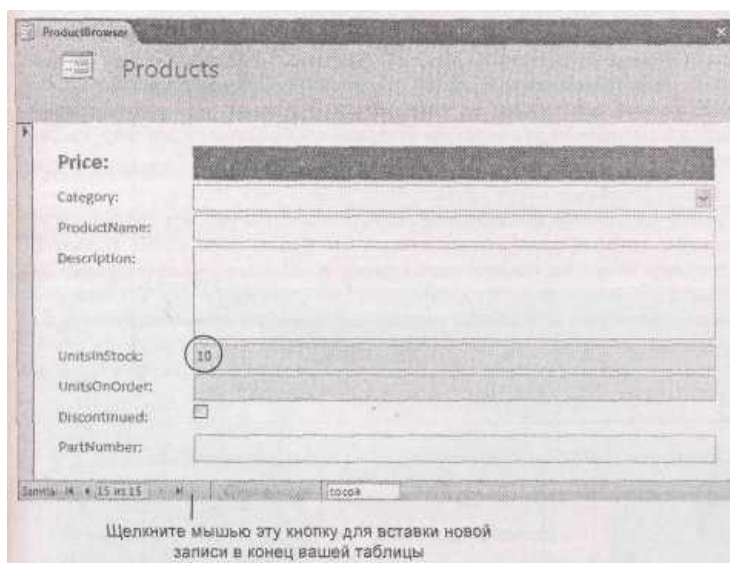 ProductBrowser
Products
Price:
Category:
ProductName:
Description:
UnitsInStock: 10
UnitsOnOrder:
Discontinued:
PartNumber:
Запись: 15 из 15
Щелкните мышью эту кнопку для вставки новой
записи в конец вашей таблицы